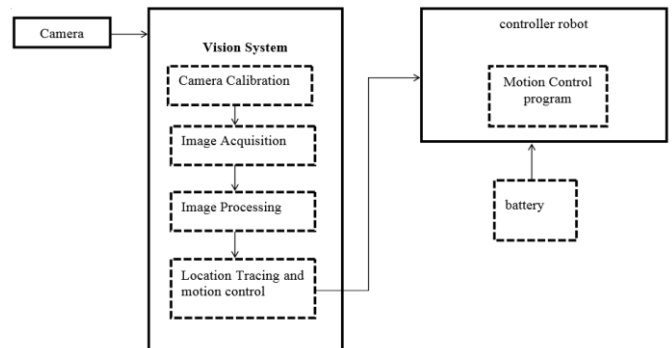 Camera
Vision System
Camera Calibration
Image Acquisition
Image Processing
Location Tracing and
motion control
controller robot
Motion Control
program
battery